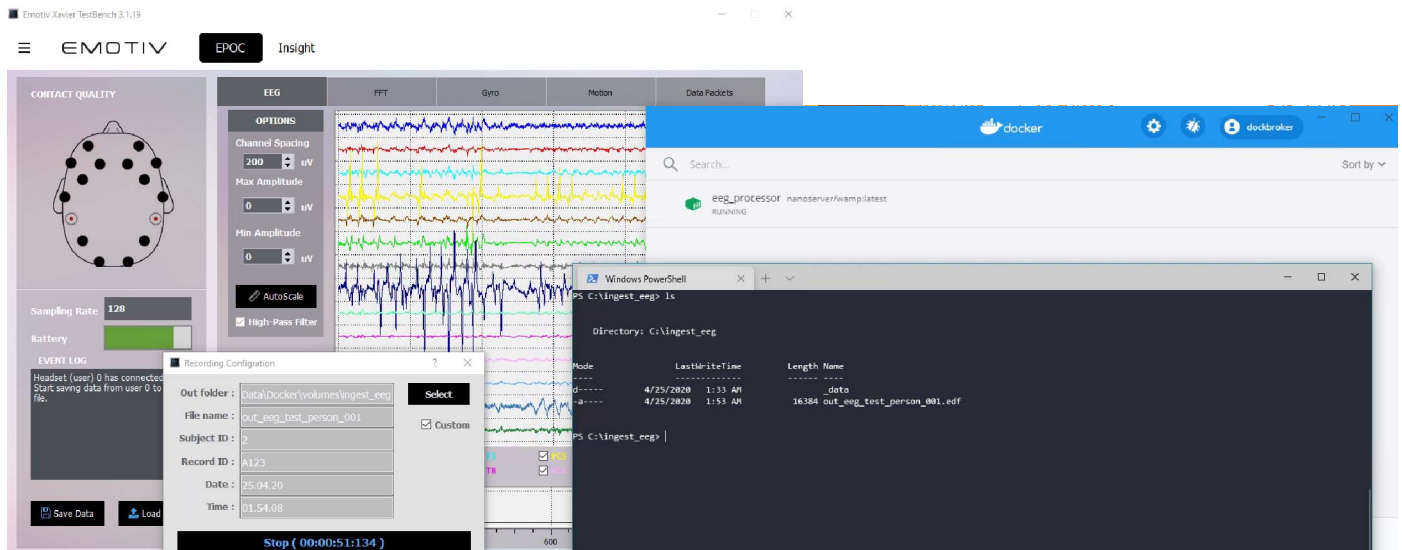 Emotiv Xavier TestBench 3.1.19
EMOTIV
EPOC
Insight
CONTACT QUALITY
EEG
FFT
Gyro
Motion
Data Packets
OPTIONS
Channel Spacing
200 uV
Max Amplitude
0 uV
Min Amplitude
0 uV
AutoScale
High-Pass Filter
Sampling Rate 128
Battery
EVENT LOG
Headset (user) 0 has connected
Start saving data from user 0 to
file.
Save Data
Load
Recording Configration
Out folder : Data\Docker\volumes\ingest_eeg
Select
File name : out_eeg_test_person_001
Custom
Subject ID : 2
Record ID : A123
Date : 25.04.20
Time : 01.54.08
Stop ( 00:00:51:134 )
T8
600
docker
dockbroker
Search...
Sort by
eeg_processor nanoserver/wamp:latest
RUNNING
Windows PowerShell
PS C:\ingest_eeg> ls
Directory: C:\ingest_eeg
Mode LastWriteTime Length Name
---- ------------- ------ ----
d----- 4/25/2020 1:33 AM _data
-a---- 4/25/2020 1:53 AM 16384 out_eeg_test_person_001.edf
PS C:\ingest_eeg>